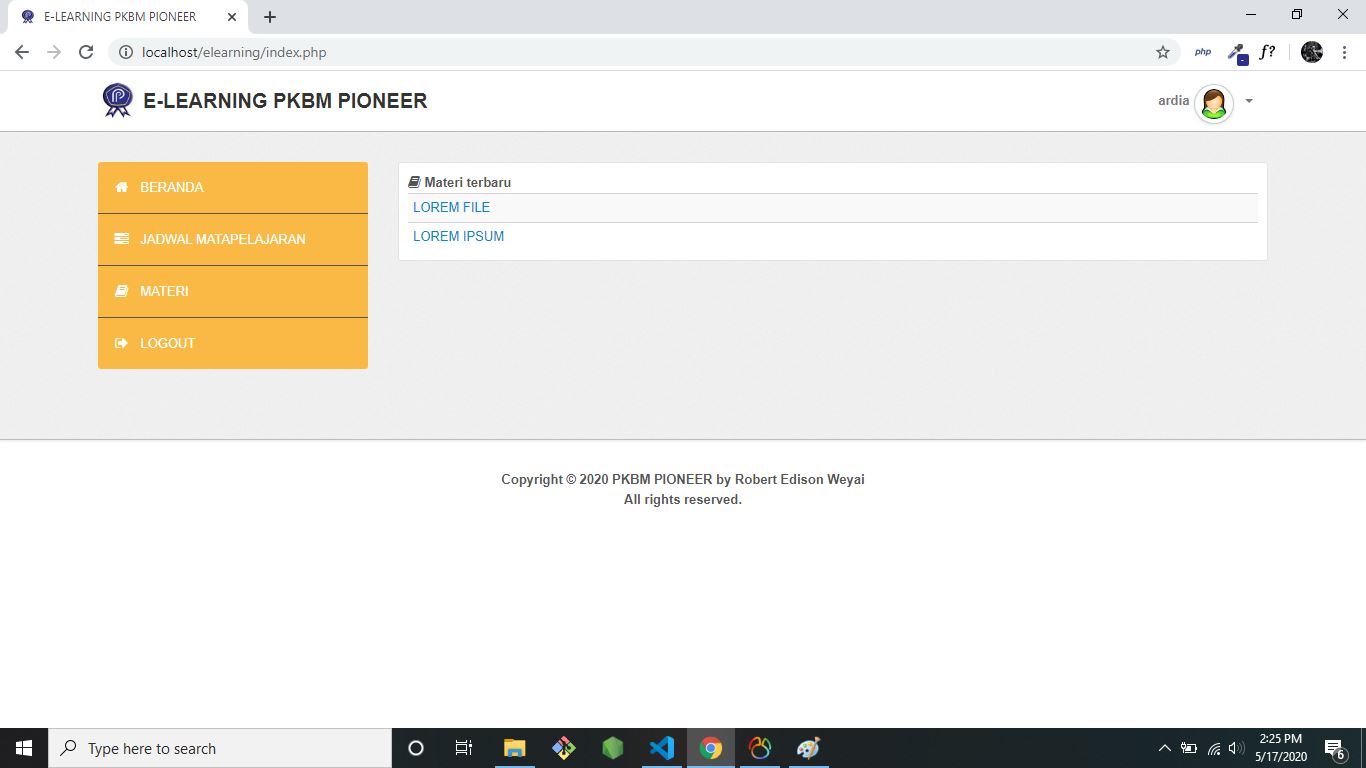 E-LEARNING PKBM PIONEER
localhost/elearning/index.php
php
f?
E-LEARNING PKBM PIONEER
ardia
BERANDA
JADWAL MATAPELAJARAN
MATERI
LOGOUT
Materi terbaru
LOREM FILE
LOREM IPSUM
Copyright © 2020 PKBM PIONEER by Robert Edison Weyai
All rights reserved.
Type here to search
2:25 PM
5/17/2020
6